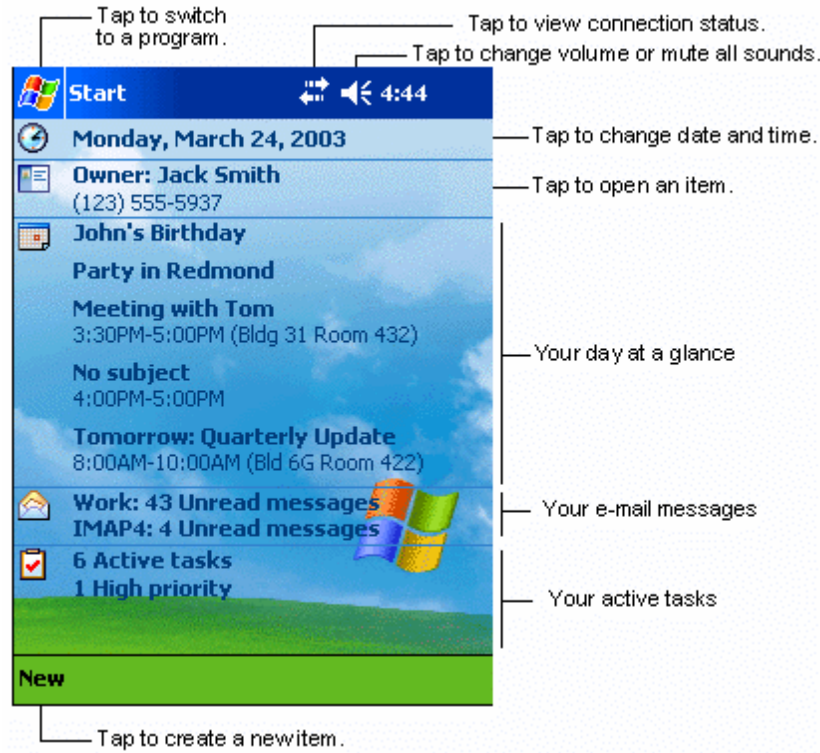 Tap to switch
to a program.
Tap to view connection status.
Tap to change volume or mute all sounds.
Start 4:44
Monday, March 24, 2003
Tap to change date and time.
Owner: Jack Smith
(123) 555-5937
Tap to open an item.
John's Birthday
Party in Redmond
Meeting with Tom
3:30PM-5:00PM (Bldg 31 Room 432)
Your day at a glance
No subject
4:00PM-5:00PM
Tomorrow: Quarterly Update
8:00AM-10:00AM (Bld 6G Room 422)
Work: 43 Unread messages
IMAP4: 4 Unread messages
Your e-mail messages
6 Active tasks
1 High priority
Your active tasks
New
Tap to create a new item.